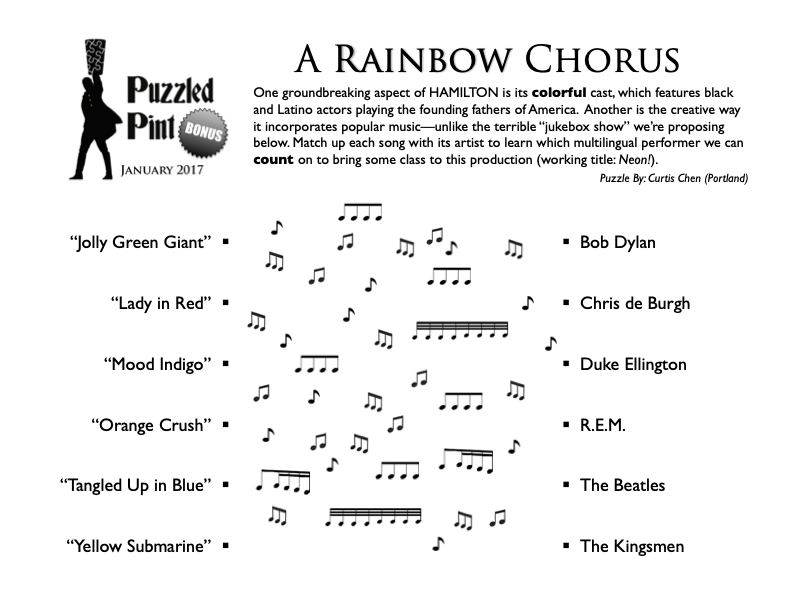 A RAINBOW CHORUS
Puzzled
Pint
BONUS
JANUARY 2017
One groundbreaking aspect of HAMILTON is its colorful cast, which features black
and Latino actors playing the founding fathers of America. Another is the creative way
it incorporates popular music—unlike the terrible “jukebox show” we’re proposing
below. Match up each song with its artist to learn which multilingual performer we can
count on to bring some class to this production (working title: Neon!).
Puzzle By: Curtis Chen (Portland)
“Jolly Green Giant” ▪ ▪ Bob Dylan
“Lady in Red” ▪ ▪ Chris de Burgh
“Mood Indigo” ▪ ▪ Duke Ellington
“Orange Crush” ▪ ▪ R.E.M.
“Tangled Up in Blue” ▪ ▪ The Beatles
“Yellow Submarine” ▪ ▪ The Kingsmen